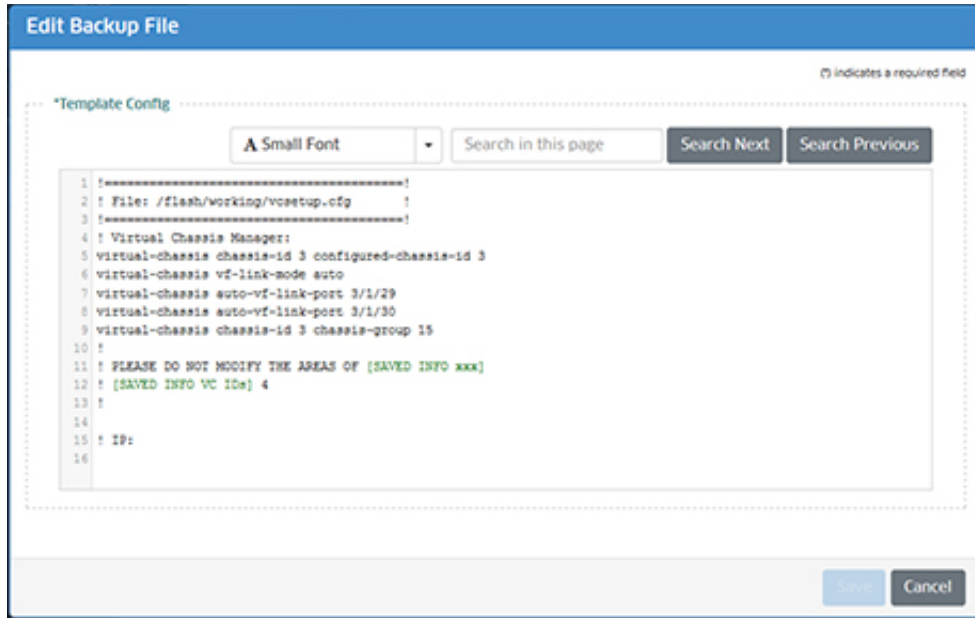 Edit Backup File
(*) indicates a required field
*Template Config
A Small Font
Search in this page
Search Next
Search Previous
1 !========================================!
2 ! File: /flash/working/vcsetup.cfg !
3 !========================================!
4 ! Virtual Chassis Manager:
5 virtual-chassis chassis-id 3 configured-chassis-id 3
6 virtual-chassis vf-link-mode auto
7 virtual-chassis auto-vf-link-port 3/1/29
8 virtual-chassis auto-vf-link-port 3/1/30
9 virtual-chassis chassis-id 3 chassis-group 15
10 !
11 ! PLEASE DO NOT MODIFY THE AREAS OF [SAVED INFO xxx]
12 ! [SAVED INFO VC IDs] 4
13 !
14
15 ! IP:
16
Save
Cancel